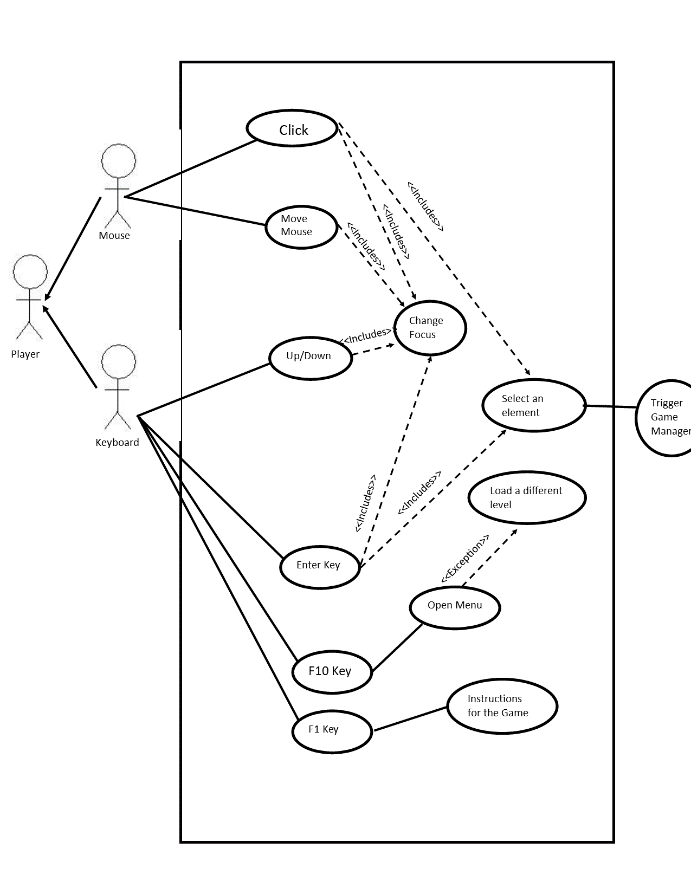 Click
<<Includes>>
Move
Mouse
<<Includes>>
<<Includes>>
Mouse
Change
Focus
<<Includes>
Up/Down
Player
Select an
element
Trigger
Game
Manager
Keyboard
<<Includes>>
<<Includes>>
Load a different
level
<<Exception>>
Enter Key
Open Menu
F10 Key
Instructions
for the Game
F1 Key